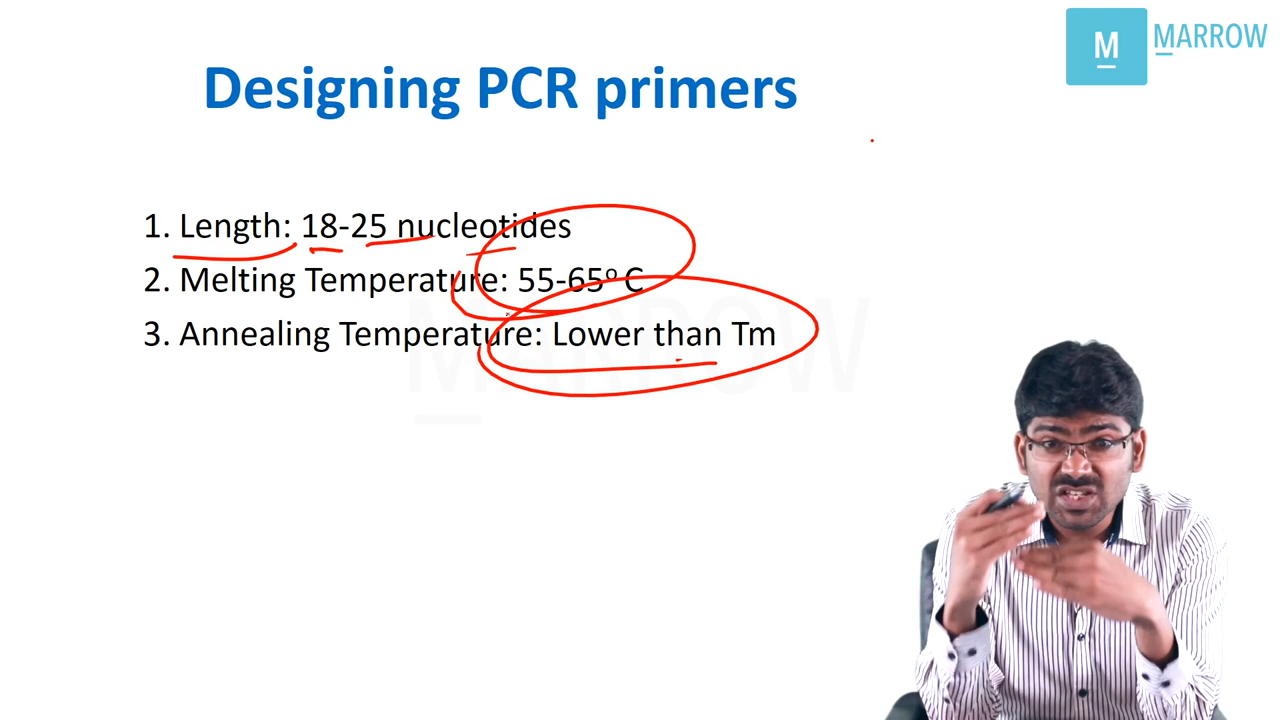 M MARROW
Designing PCR primers
1. Length: 18-25 nucleotides
2. Melting Temperature: 55-65º C
3. Annealing Temperature: Lower than Tm
MARROW